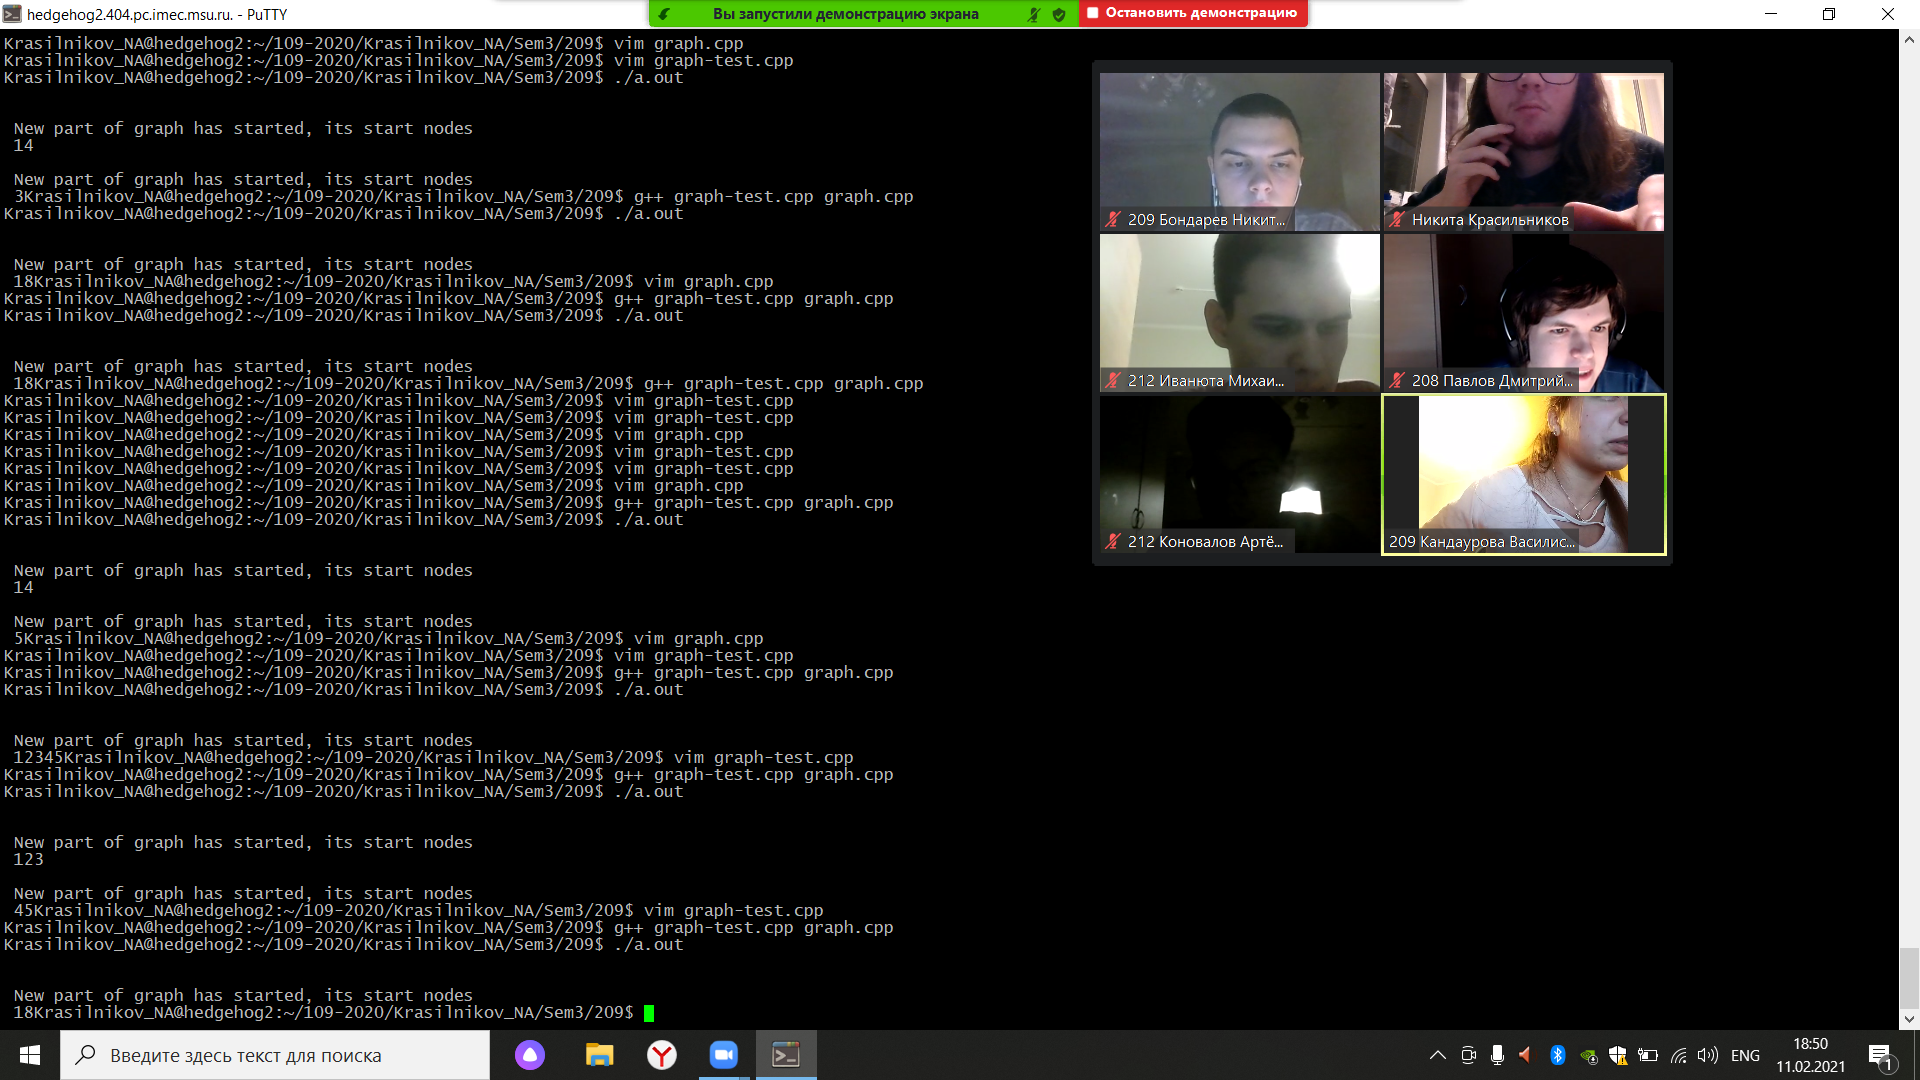 hedgehog2.404.pc.imec.msu.ru. - PuTTY
Вы запустили демонстрацию экрана
Остановить демонстрацию
Krasilnikov_NA@hedgehog2:~/109-2020/Krasilnikov_NA/Sem3/209$ vim graph.cpp
Krasilnikov_NA@hedgehog2:~/109-2020/Krasilnikov_NA/Sem3/209$ vim graph-test.cpp
Krasilnikov_NA@hedgehog2:~/109-2020/Krasilnikov_NA/Sem3/209$ ./a.out
New part of graph has started, its start nodes
14
New part of graph has started, its start nodes
3Krasilnikov_NA@hedgehog2:~/109-2020/Krasilnikov_NA/Sem3/209$ g++ graph-test.cpp graph.cpp
Krasilnikov_NA@hedgehog2:~/109-2020/Krasilnikov_NA/Sem3/209$ ./a.out
New part of graph has started, its start nodes
18Krasilnikov_NA@hedgehog2:~/109-2020/Krasilnikov_NA/Sem3/209$ vim graph.cpp
Krasilnikov_NA@hedgehog2:~/109-2020/Krasilnikov_NA/Sem3/209$ g++ graph-test.cpp graph.cpp
Krasilnikov_NA@hedgehog2:~/109-2020/Krasilnikov_NA/Sem3/209$ ./a.out
New part of graph has started, its start nodes
18Krasilnikov_NA@hedgehog2:~/109-2020/Krasilnikov_NA/Sem3/209$ g++ graph-test.cpp graph.cpp
Krasilnikov_NA@hedgehog2:~/109-2020/Krasilnikov_NA/Sem3/209$ vim graph-test.cpp
Krasilnikov_NA@hedgehog2:~/109-2020/Krasilnikov_NA/Sem3/209$ vim graph-test.cpp
Krasilnikov_NA@hedgehog2:~/109-2020/Krasilnikov_NA/Sem3/209$ vim graph.cpp
Krasilnikov_NA@hedgehog2:~/109-2020/Krasilnikov_NA/Sem3/209$ vim graph-test.cpp
Krasilnikov_NA@hedgehog2:~/109-2020/Krasilnikov_NA/Sem3/209$ vim graph-test.cpp
Krasilnikov_NA@hedgehog2:~/109-2020/Krasilnikov_NA/Sem3/209$ vim graph.cpp
Krasilnikov_NA@hedgehog2:~/109-2020/Krasilnikov_NA/Sem3/209$ g++ graph-test.cpp graph.cpp
Krasilnikov_NA@hedgehog2:~/109-2020/Krasilnikov_NA/Sem3/209$ ./a.out
New part of graph has started, its start nodes
14
New part of graph has started, its start nodes
5Krasilnikov_NA@hedgehog2:~/109-2020/Krasilnikov_NA/Sem3/209$ vim graph.cpp
Krasilnikov_NA@hedgehog2:~/109-2020/Krasilnikov_NA/Sem3/209$ vim graph-test.cpp
Krasilnikov_NA@hedgehog2:~/109-2020/Krasilnikov_NA/Sem3/209$ g++ graph-test.cpp graph.cpp
Krasilnikov_NA@hedgehog2:~/109-2020/Krasilnikov_NA/Sem3/209$ ./a.out
New part of graph has started, its start nodes
12345Krasilnikov_NA@hedgehog2:~/109-2020/Krasilnikov_NA/Sem3/209$ vim graph-test.cpp
Krasilnikov_NA@hedgehog2:~/109-2020/Krasilnikov_NA/Sem3/209$ g++ graph-test.cpp graph.cpp
Krasilnikov_NA@hedgehog2:~/109-2020/Krasilnikov_NA/Sem3/209$ ./a.out
New part of graph has started, its start nodes
123
New part of graph has started, its start nodes
45Krasilnikov_NA@hedgehog2:~/109-2020/Krasilnikov_NA/Sem3/209$ vim graph-test.cpp
Krasilnikov_NA@hedgehog2:~/109-2020/Krasilnikov_NA/Sem3/209$ g++ graph-test.cpp graph.cpp
Krasilnikov_NA@hedgehog2:~/109-2020/Krasilnikov_NA/Sem3/209$ ./a.out
New part of graph has started, its start nodes
18Krasilnikov_NA@hedgehog2:~/109-2020/Krasilnikov_NA/Sem3/209$
209 Бондарев Никит...
Никита Красильников
212 Иванюта Михаи...
208 Павлов Дмитрий...
212 Коновалов Артё...
209 Кандаурова Василис...
Введите здесь текст для поиска
ENG
18:50
11.02.2021
1